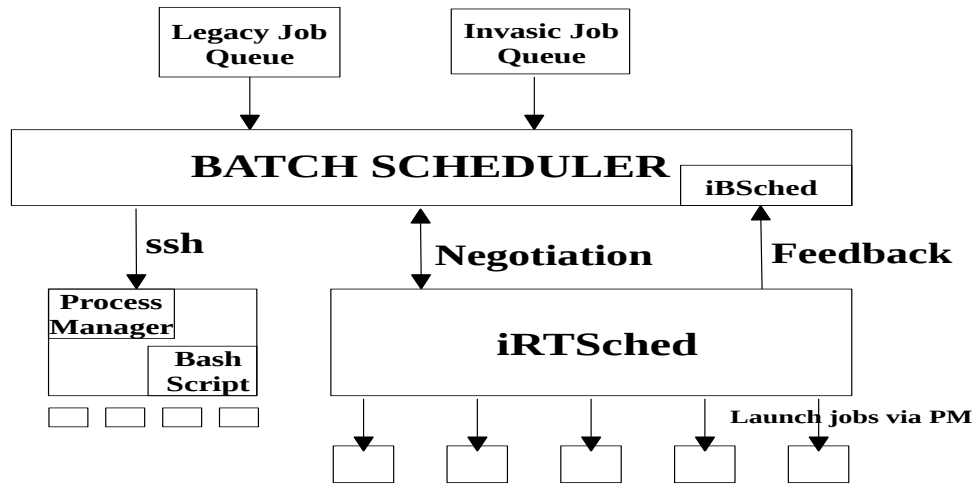 Legacy Job
Queue
Invasic Job
Queue
BATCH SCHEDULER
iBSched
ssh
Negotiation
Feedback
Process
Manager
Bash
Script
iRTSched
Launch jobs via PM